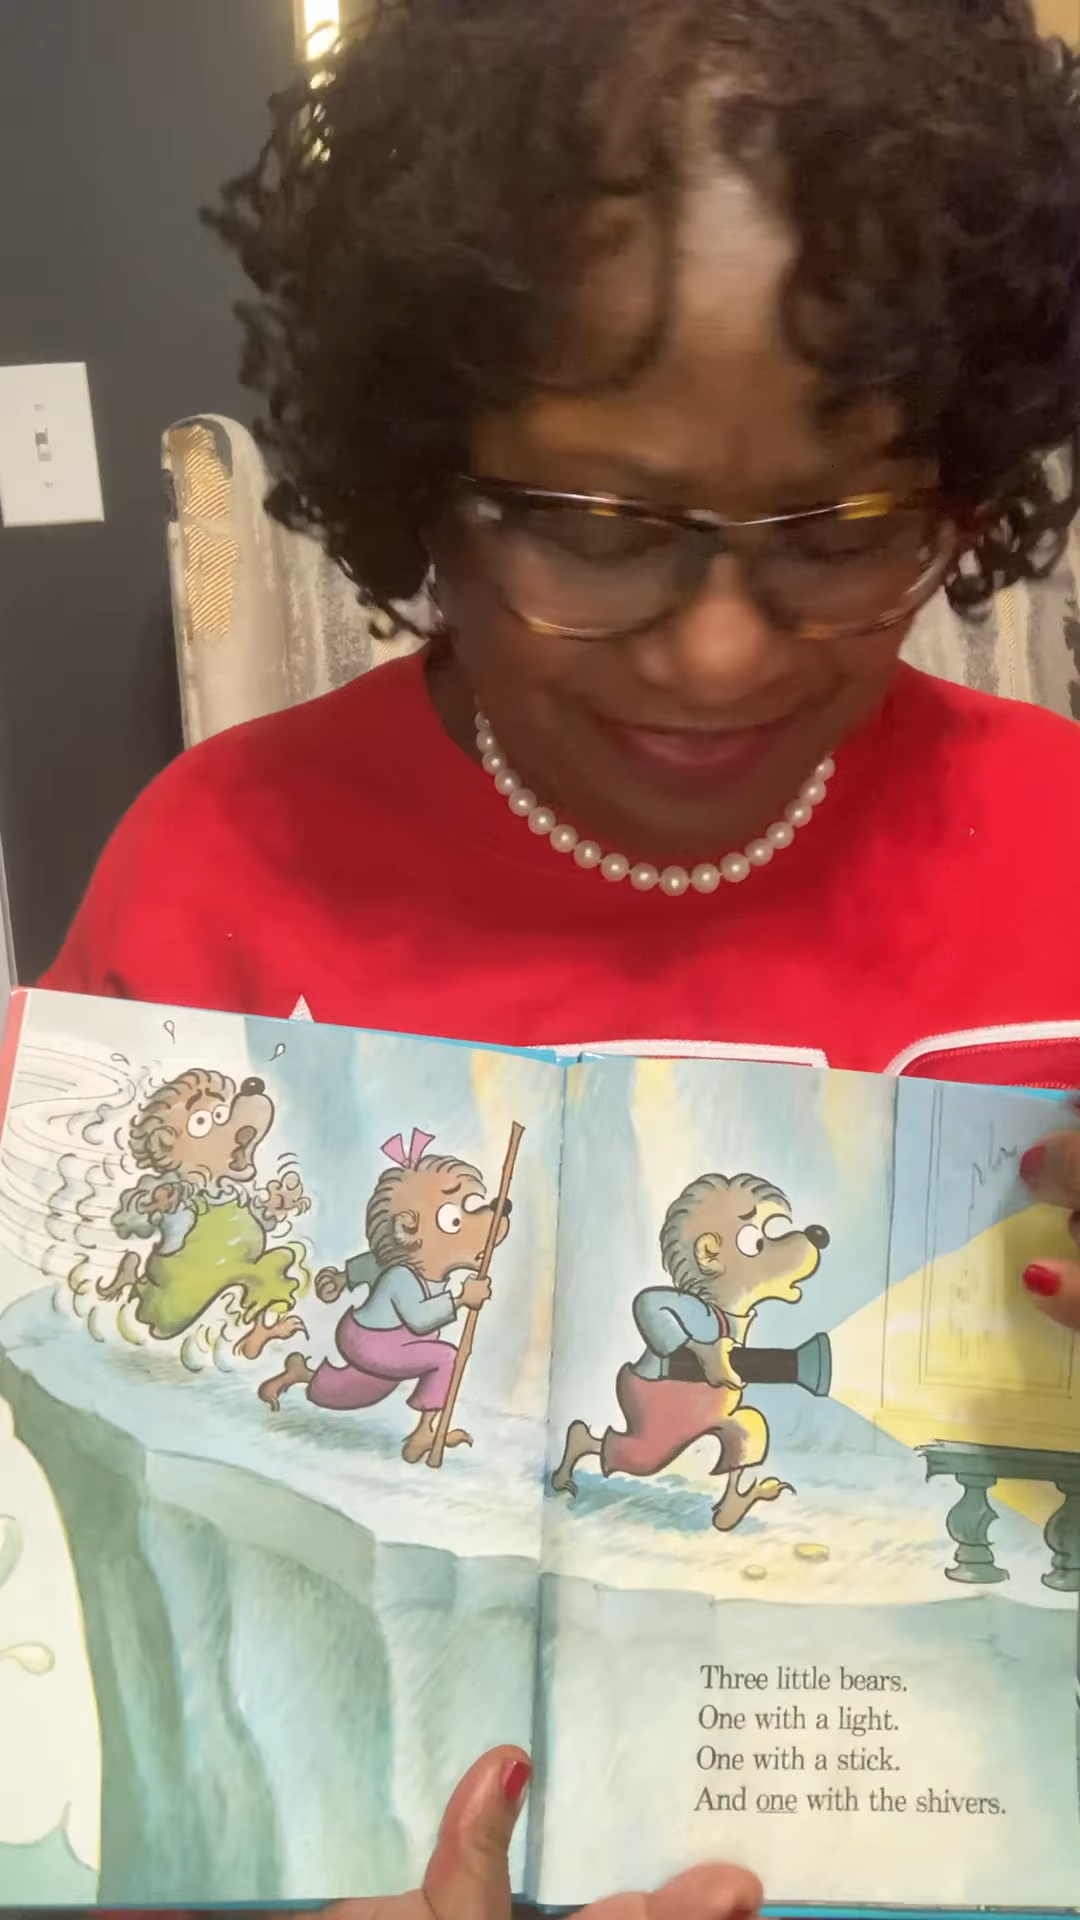 Three little bears.
One with a light.
One with a stick.
And one with the shivers.